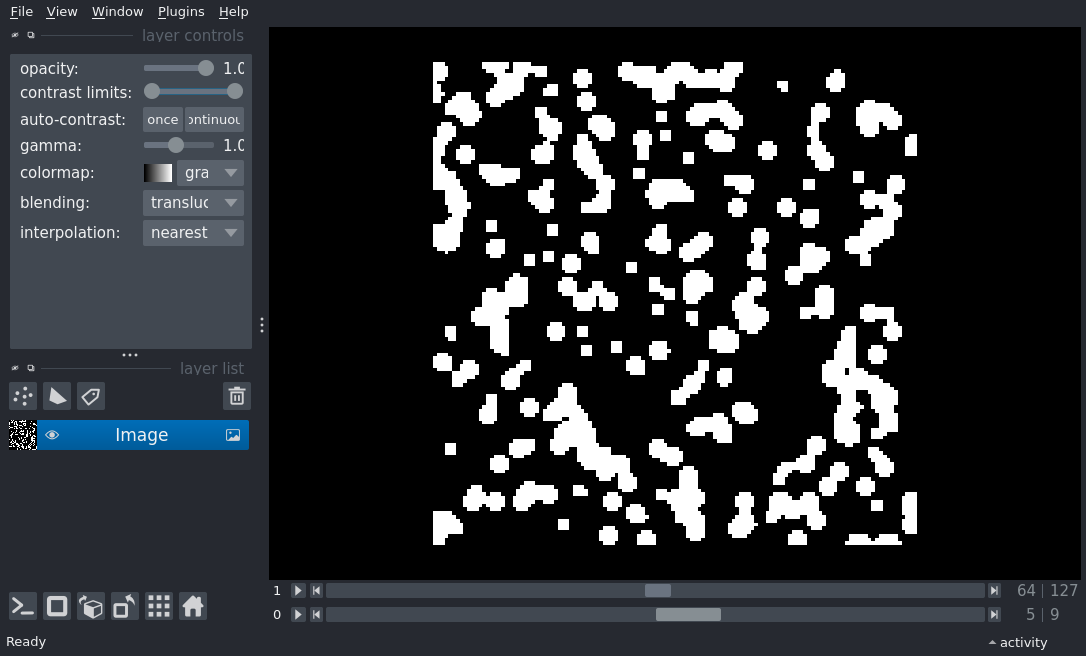 File View Window Plugins Help
layer controls
opacity: 1.0
contrast limits:
auto-contrast: once ontinuou
gamma: 1.0
colormap: gra
blending: transluc
interpolation: nearest
layer list
Image
1 64 127
0 5 9
Ready activity